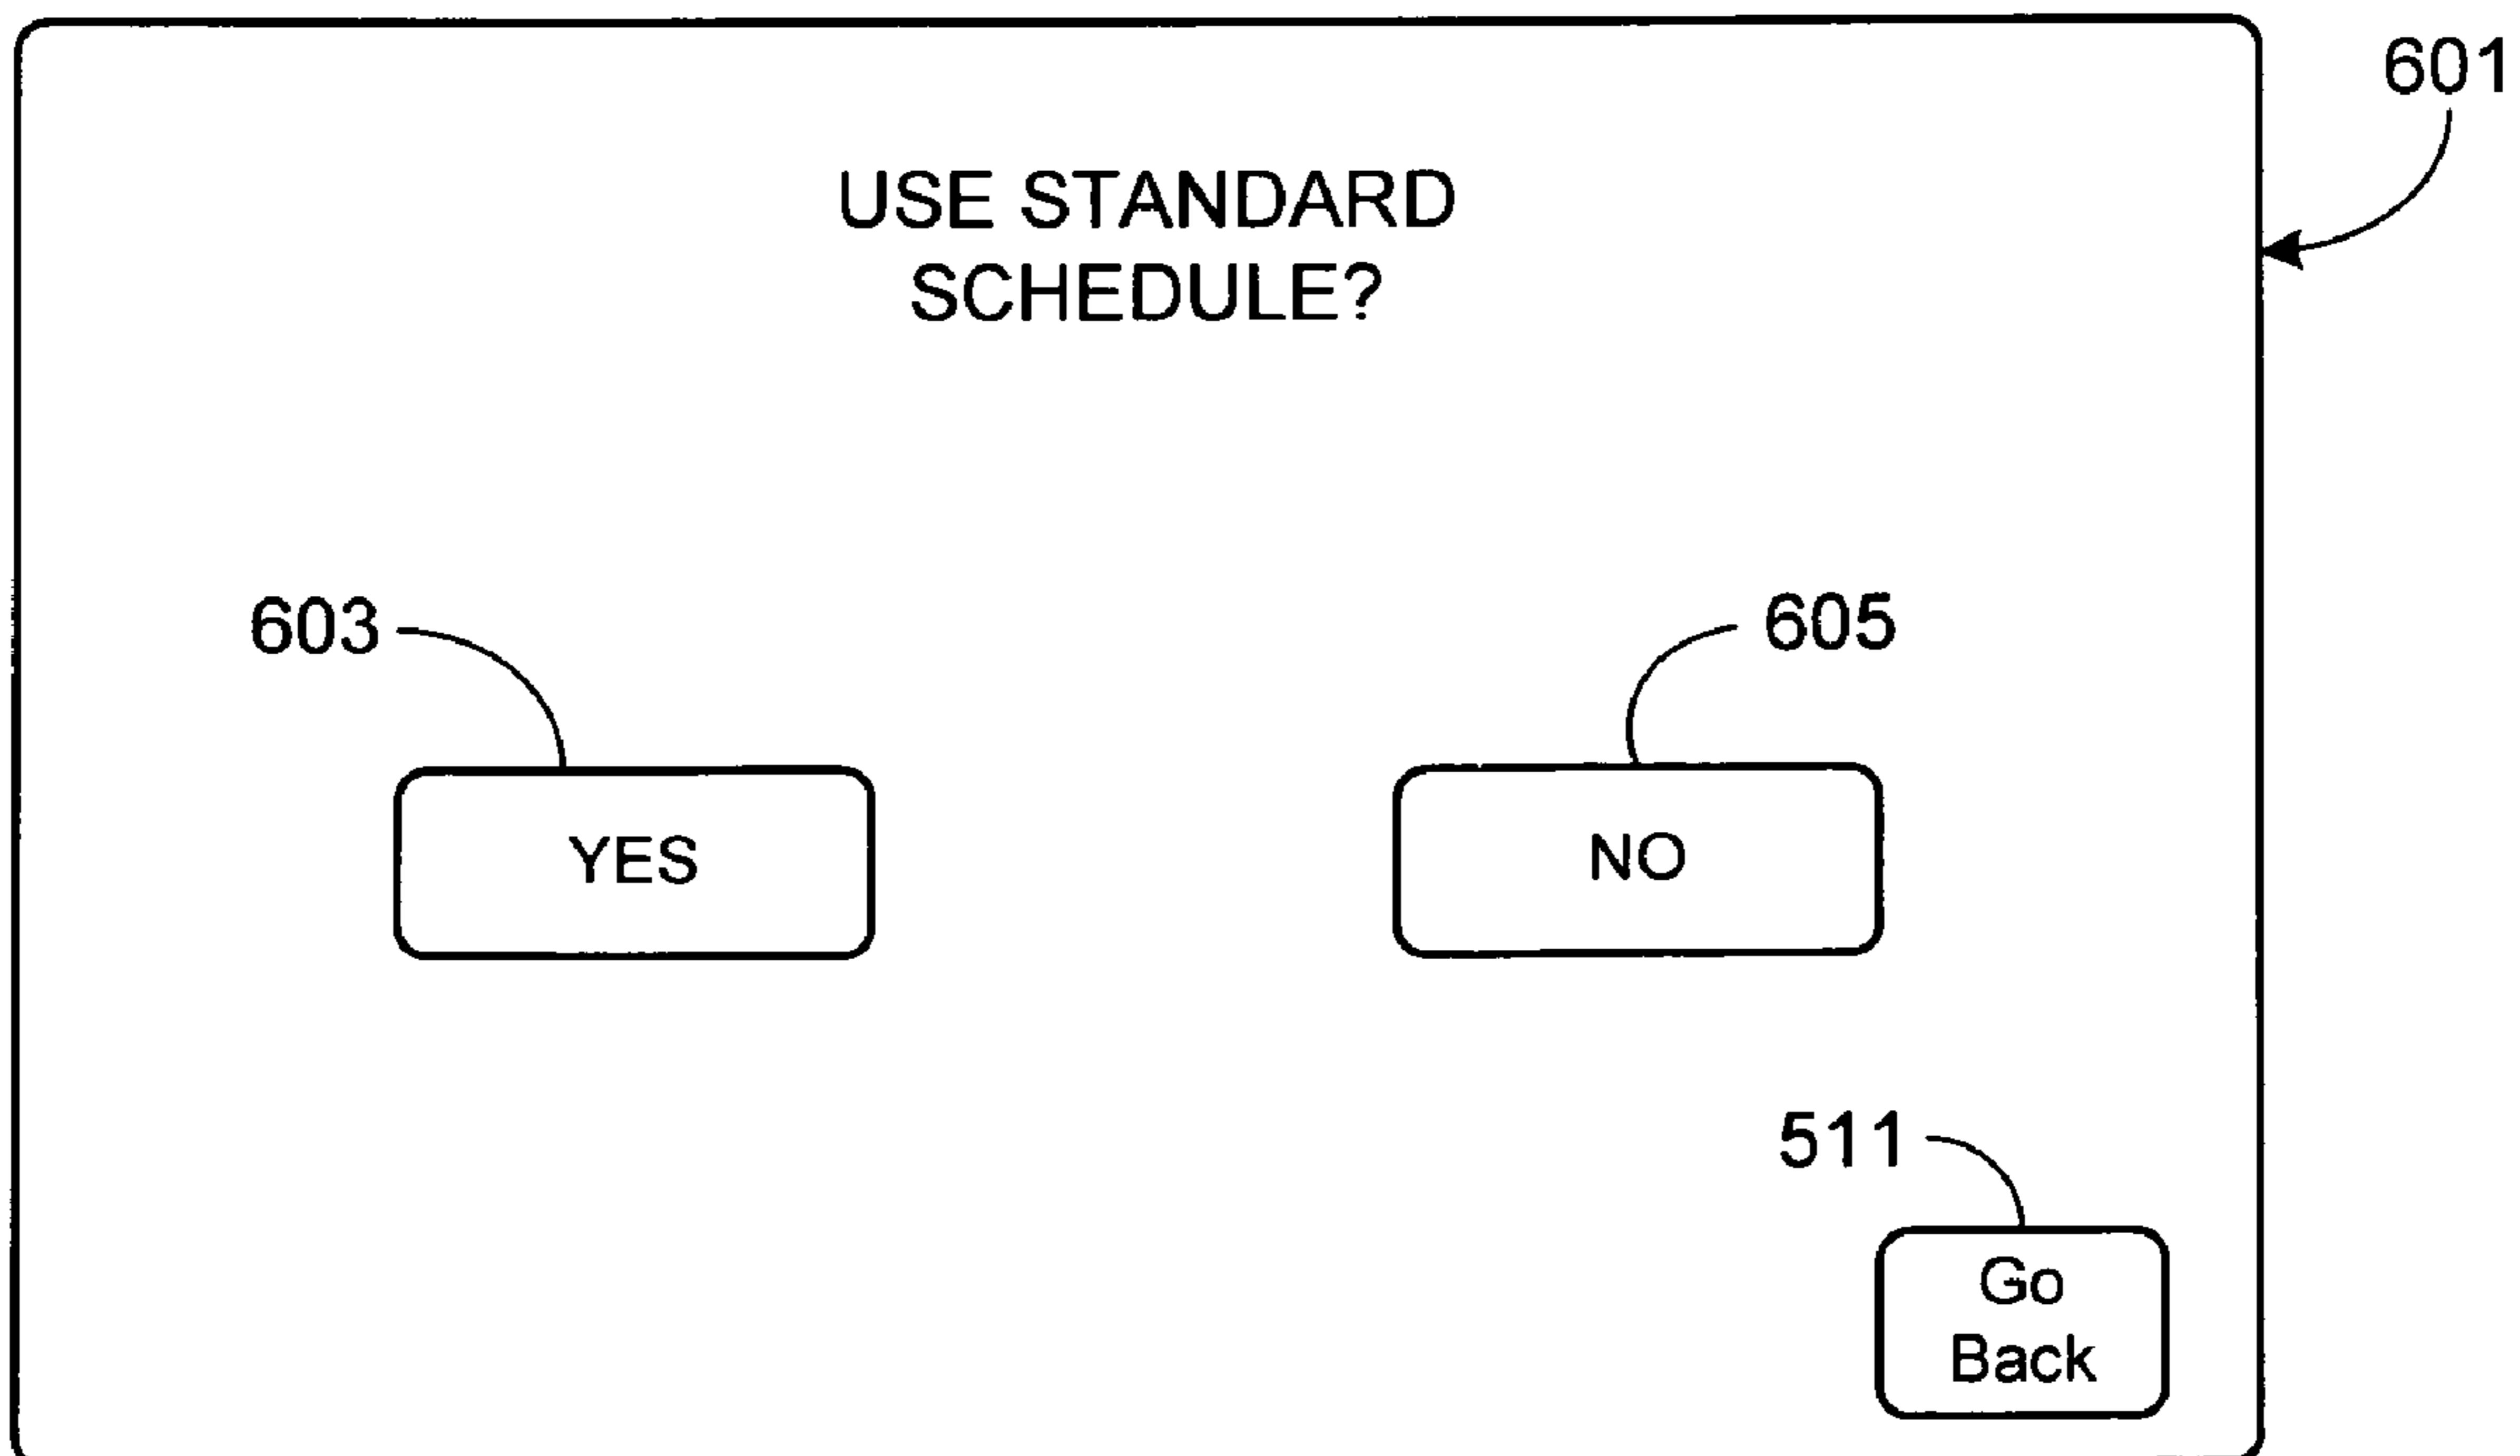 601
USE STANDARD
SCHEDULE?
603
605
YES
NO
511
Go
Back